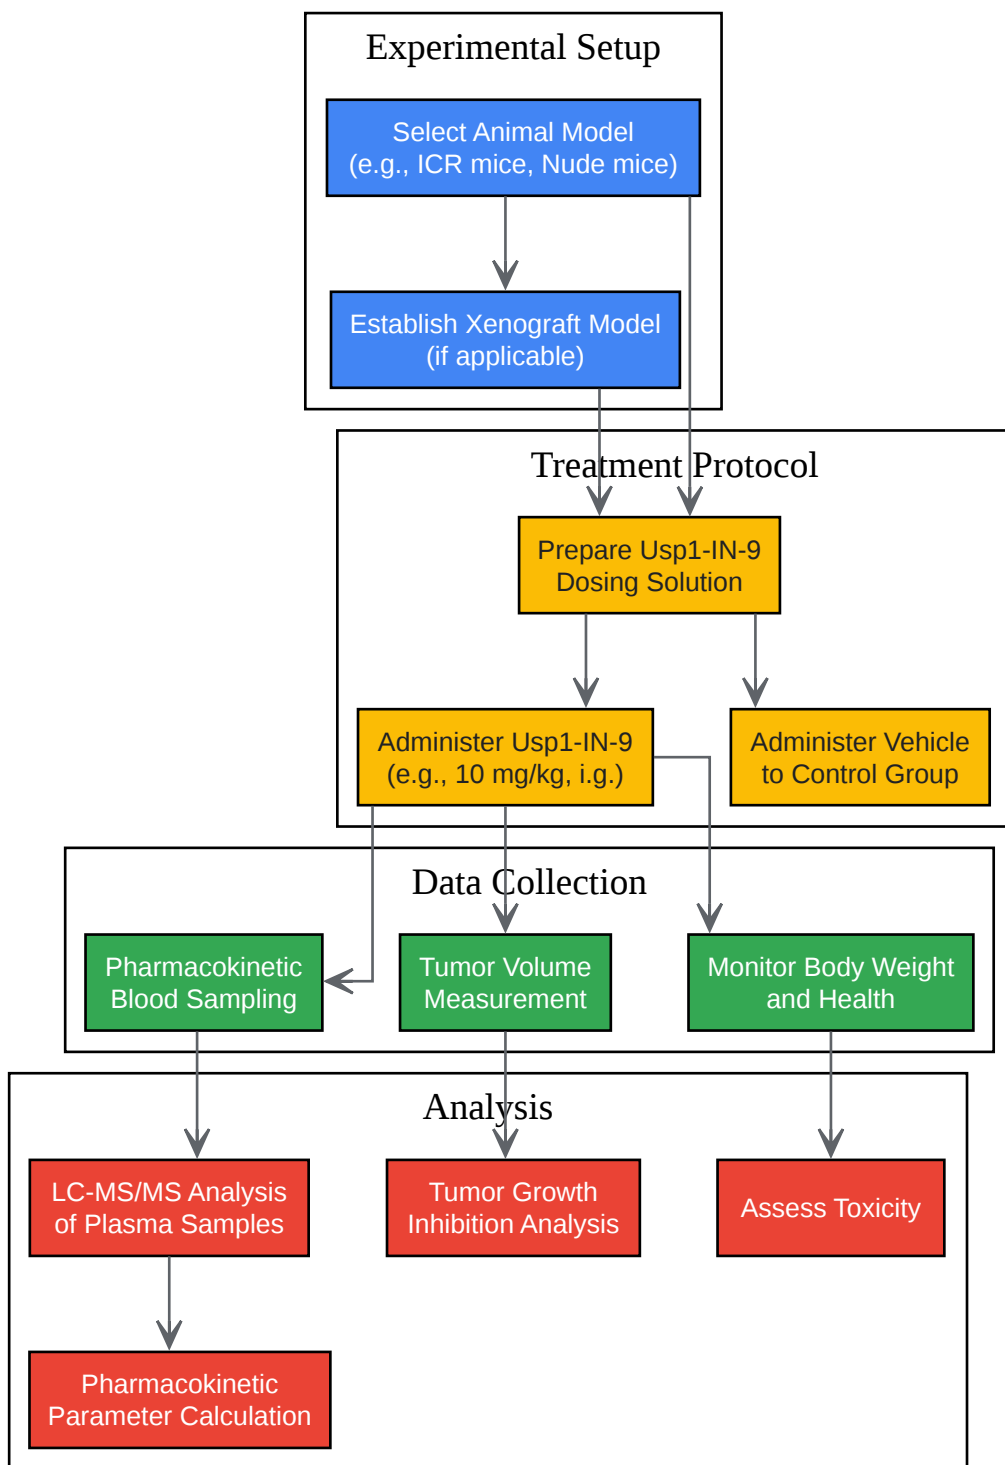 Experimental Setup
Select Animal Model
(e.g., ICR mice, Nude mice)
Establish Xenograft Model
(if applicable)
Treatment Protocol
Prepare Usp1-IN-9
Dosing Solution
Administer Usp1-IN-9
(e.g., 10 mg/kg, i.g.)
Administer Vehicle
to Control Group
Data Collection
Pharmacokinetic
Blood Sampling
Tumor Volume
Measurement
Monitor Body Weight
and Health
Analysis
LC-MS/MS Analysis
of Plasma Samples
Tumor Growth
Inhibition Analysis
Assess Toxicity
Pharmacokinetic
Parameter Calculation